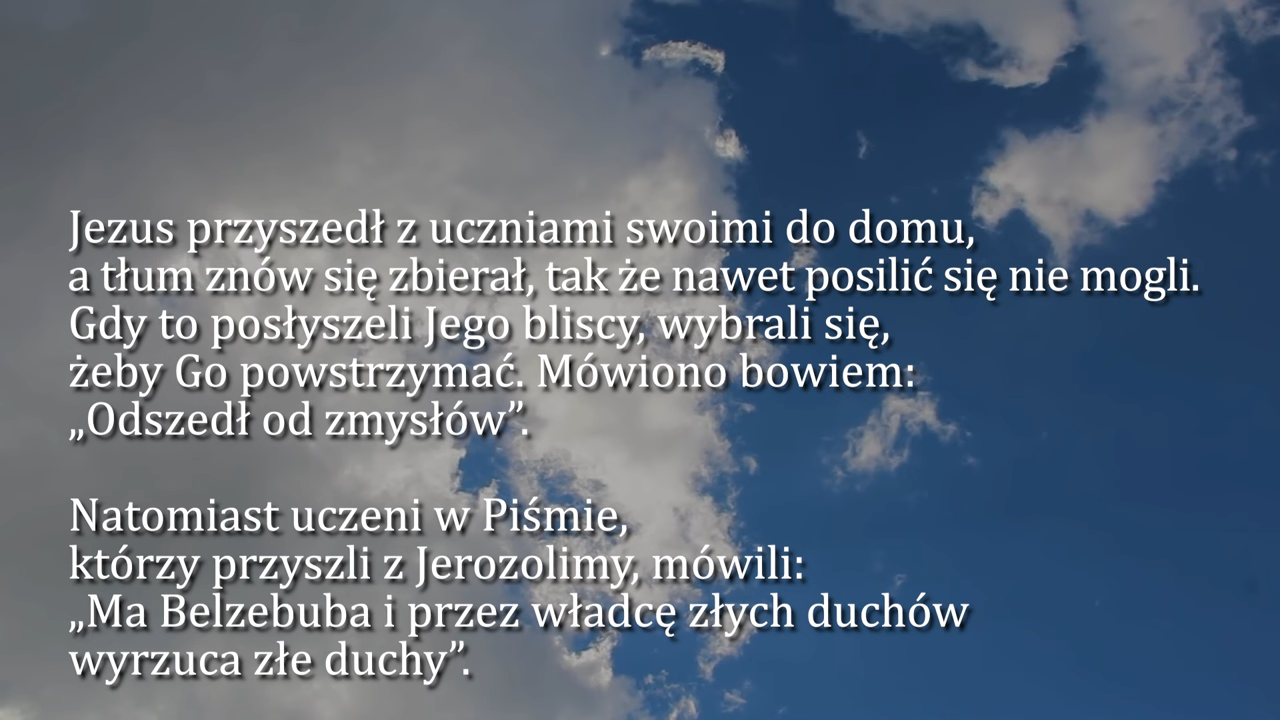 Jezus przyszedł z uczniami swoimi do domu,
a tłum znów się zbierał, tak że nawet posilić się nie mogli.
Gdy to posłyszeli Jego bliscy, wybrali się,
żeby Go powstrzymać. Mówiono bowiem:
„Odszedł od zmysłów”.
Natomiast uczeni w Piśmie,
którzy przyszli z Jerozolimy, mówili:
„Ma Belzebuba i przez władcę złych duchów
wyrzuca złe duchy”.